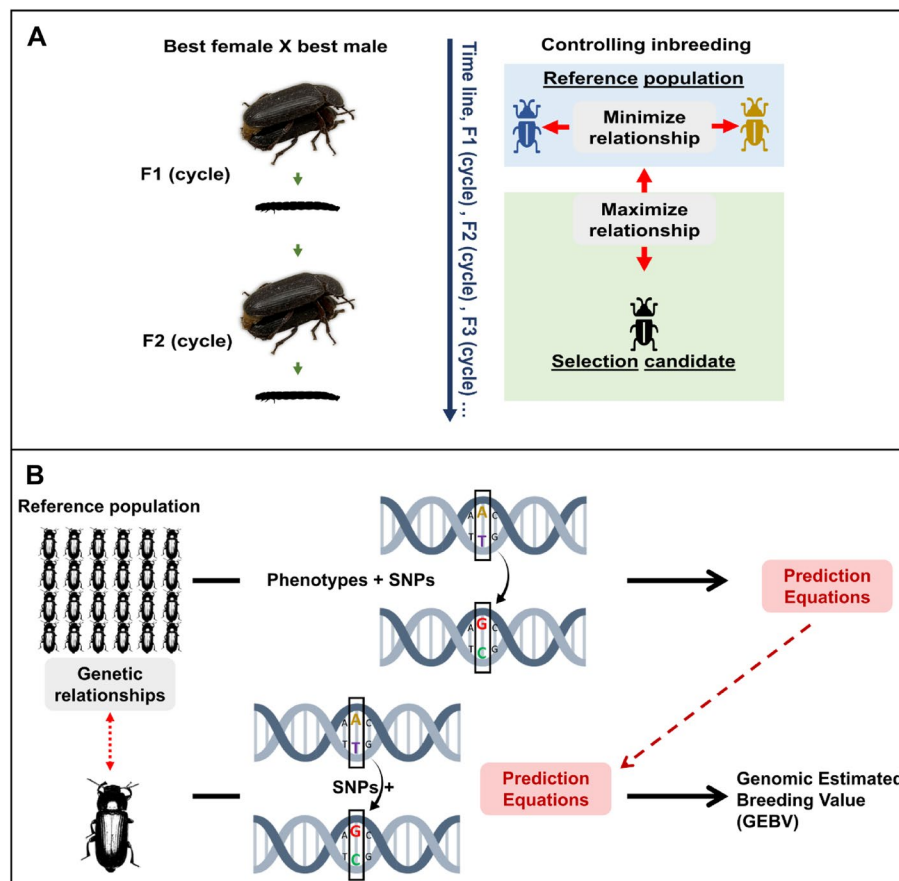 A
Best female X best male
F1 (cycle)
F2 (cycle)
Time line, F1 (cycle) , F2 (cycle) , F3 (cycle) ...
Controlling inbreeding
Reference population
Minimize
relationship
Maximize
relationship
Selection candidate
B
Reference population
Genetic
relationships
Phenotypes + SNPs
A A C
T T G
A G C
T C G
Prediction
Equations
A A C
T T G
SNPs +
A G C
T C G
Prediction
Equations
Genomic Estimated
Breeding Value
(GEBV)